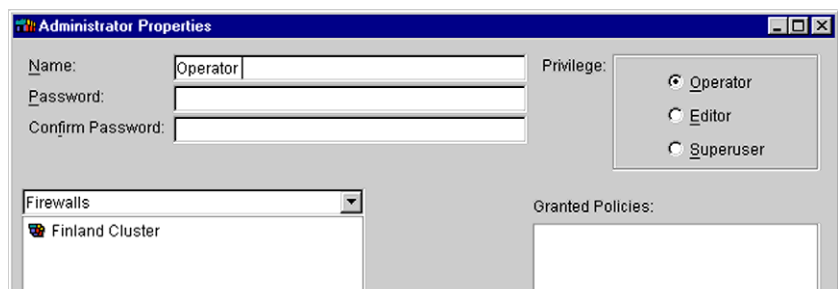 Administrator Properties
Name: Operator
Privilege:
Operator
Password:
Editor
Confirm Password:
Superuser
Firewalls
Granted Policies:
Finland Cluster